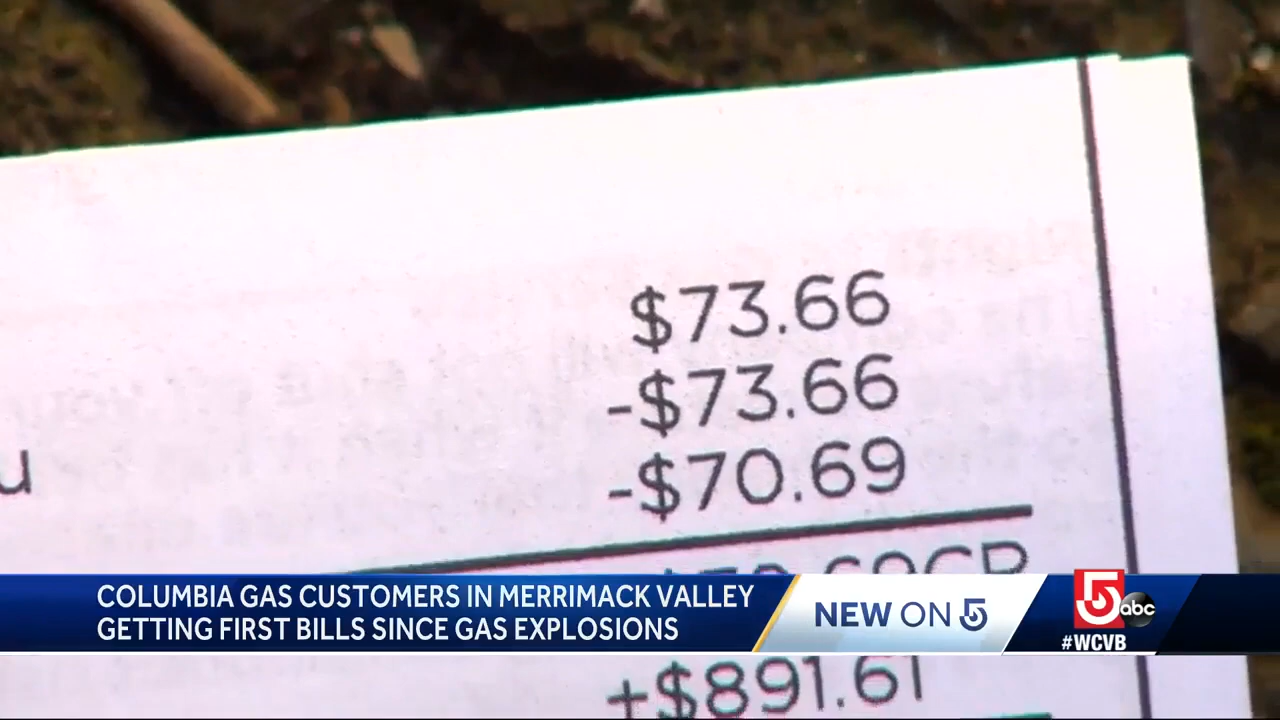 $73.66
-$73.66
-$70.69
u
+$891.61
COLUMBIA GAS CUSTOMERS IN MERRIMACK VALLEY
GETTING FIRST BILLS SINCE GAS EXPLOSIONS
NEW ON 5
5 abc
#WCVB